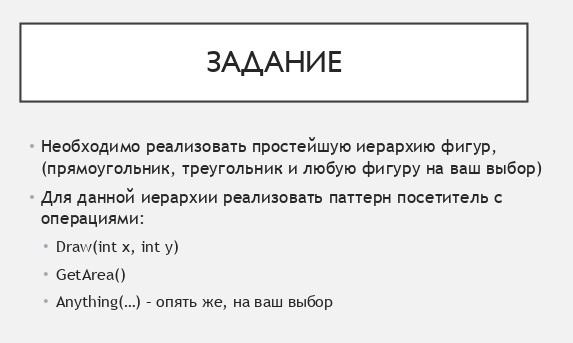 ЗАДАНИЕ
• Необходимо реализовать простейшую иерархию фигур,
(прямоугольник, треугольник и любую фигуру на ваш выбор)
• Для данной иерархии реализовать паттерн посетитель с
операциями:
• Draw(int x, int y)
• GetArea()
• Anything(…) – опять же, на ваш выбор